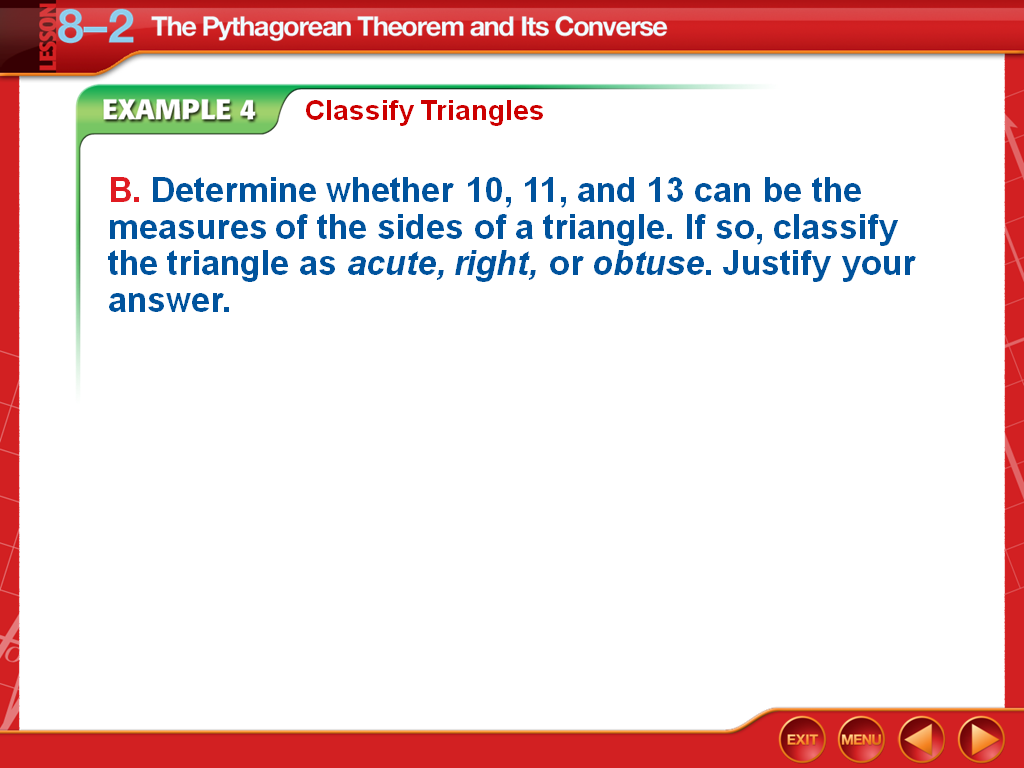 LESSON 8–2 The Pythagorean Theorem and Its Converse
EXAMPLE 4 Classify Triangles
B. Determine whether 10, 11, and 13 can be the
measures of the sides of a triangle. If so, classify
the triangle as acute, right, or obtuse. Justify your
answer.
EXIT MENU